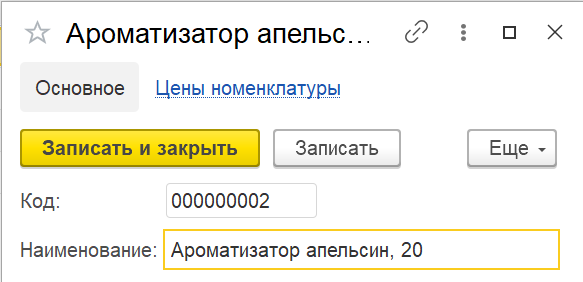 Ароматизатор апельс...
Основное Цены номенклатуры
Записать и закрыть Записать Еще
Код: 000000002
Наименование: Ароматизатор апельсин, 20